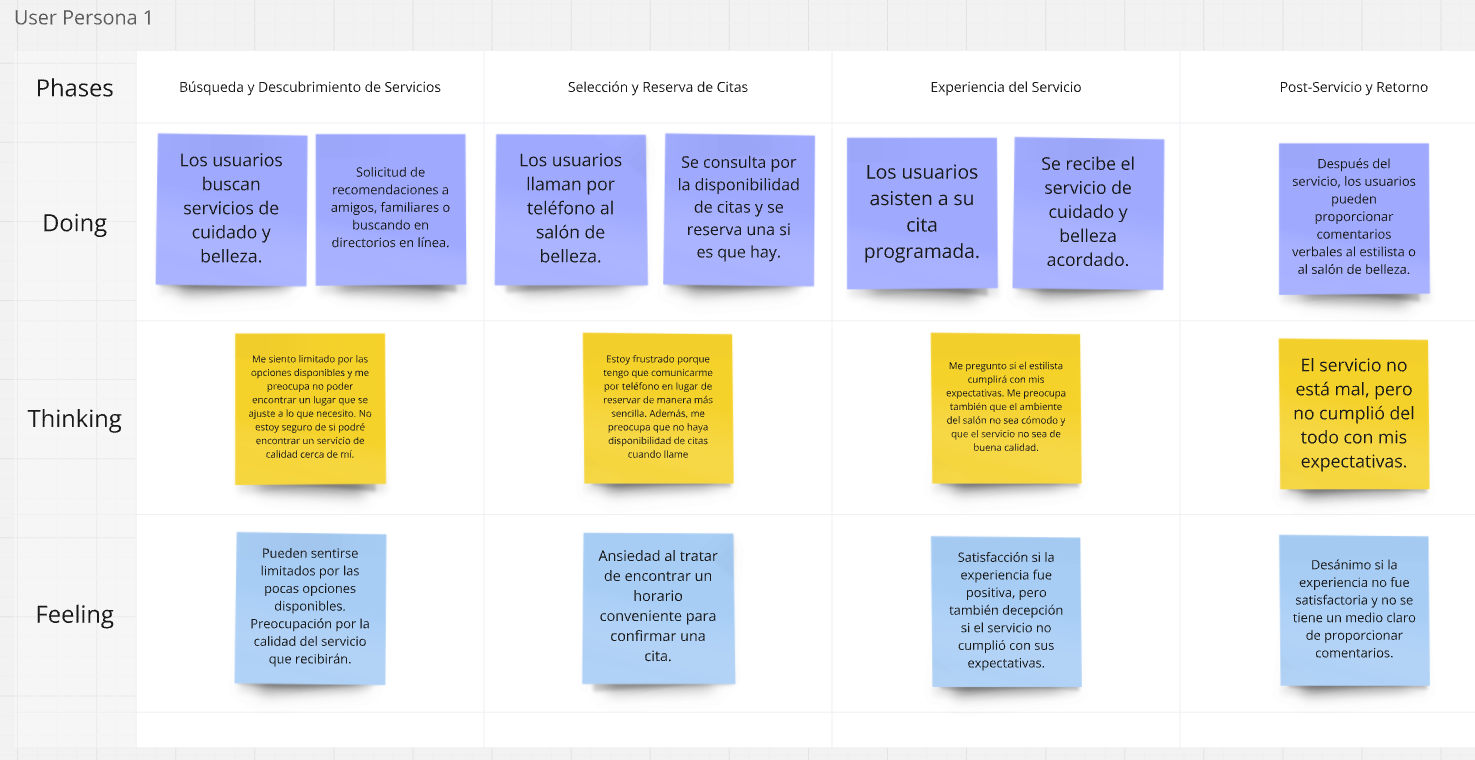 User Persona 1
Phases
Búsqueda y Descubrimiento de Servicios
Selección y Reserva de Citas
Experiencia del Servicio
Post-Servicio y Retorno
Doing
Los usuarios
buscan
servicios de
cuidado y
belleza.
Solicitud de
recomendaciones a
amigos, familiares o
buscando en
directorios en línea.
Los usuarios
llaman por
teléfono al
salón de
belleza.
Se consulta por
la disponibilidad
de citas y se
reserva una si
es que hay.
Los usuarios
asisten a su
cita
programada.
Se recibe el
servicio de
cuidado y
belleza
acordado.
Después del
servicio, los usuarios
pueden
proporcionar
comentarios
verbales al estilista o
al salón de belleza.
Thinking
Me siento limitado por las
opciones disponibles y me
preocupa no poder
encontrar un lugar que se
ajuste a lo que necesito. No
estoy seguro de si podré
encontrar un servicio de
calidad cerca de mí.
Estoy frustrado porque
tengo que comunicarme
por teléfono en lugar de
reservar de manera más
sencilla. Además, me
preocupa que no haya
disponibilidad de citas
cuando llame
Me pregunto si el estilista
cumplirá con mis
expectativas. Me preocupa
también que el ambiente
del salón no sea cómodo y
que el servicio no sea de
buena calidad.
El servicio no
está mal, pero
no cumplió del
todo con mis
expectativas.
Feeling
Pueden sentirse
limitados por las
pocas opciones
disponibles.
Preocupación por la
calidad del servicio
que recibirán.
Ansiedad al tratar
de encontrar un
horario
conveniente para
confirmar una
cita.
Satisfacción si la
experiencia fue
positiva, pero
también decepción
si el servicio no
cumplió con sus
expectativas.
Desánimo si la
experiencia no fue
satisfactoria y no se
tiene un medio claro
de proporcionar
comentarios.